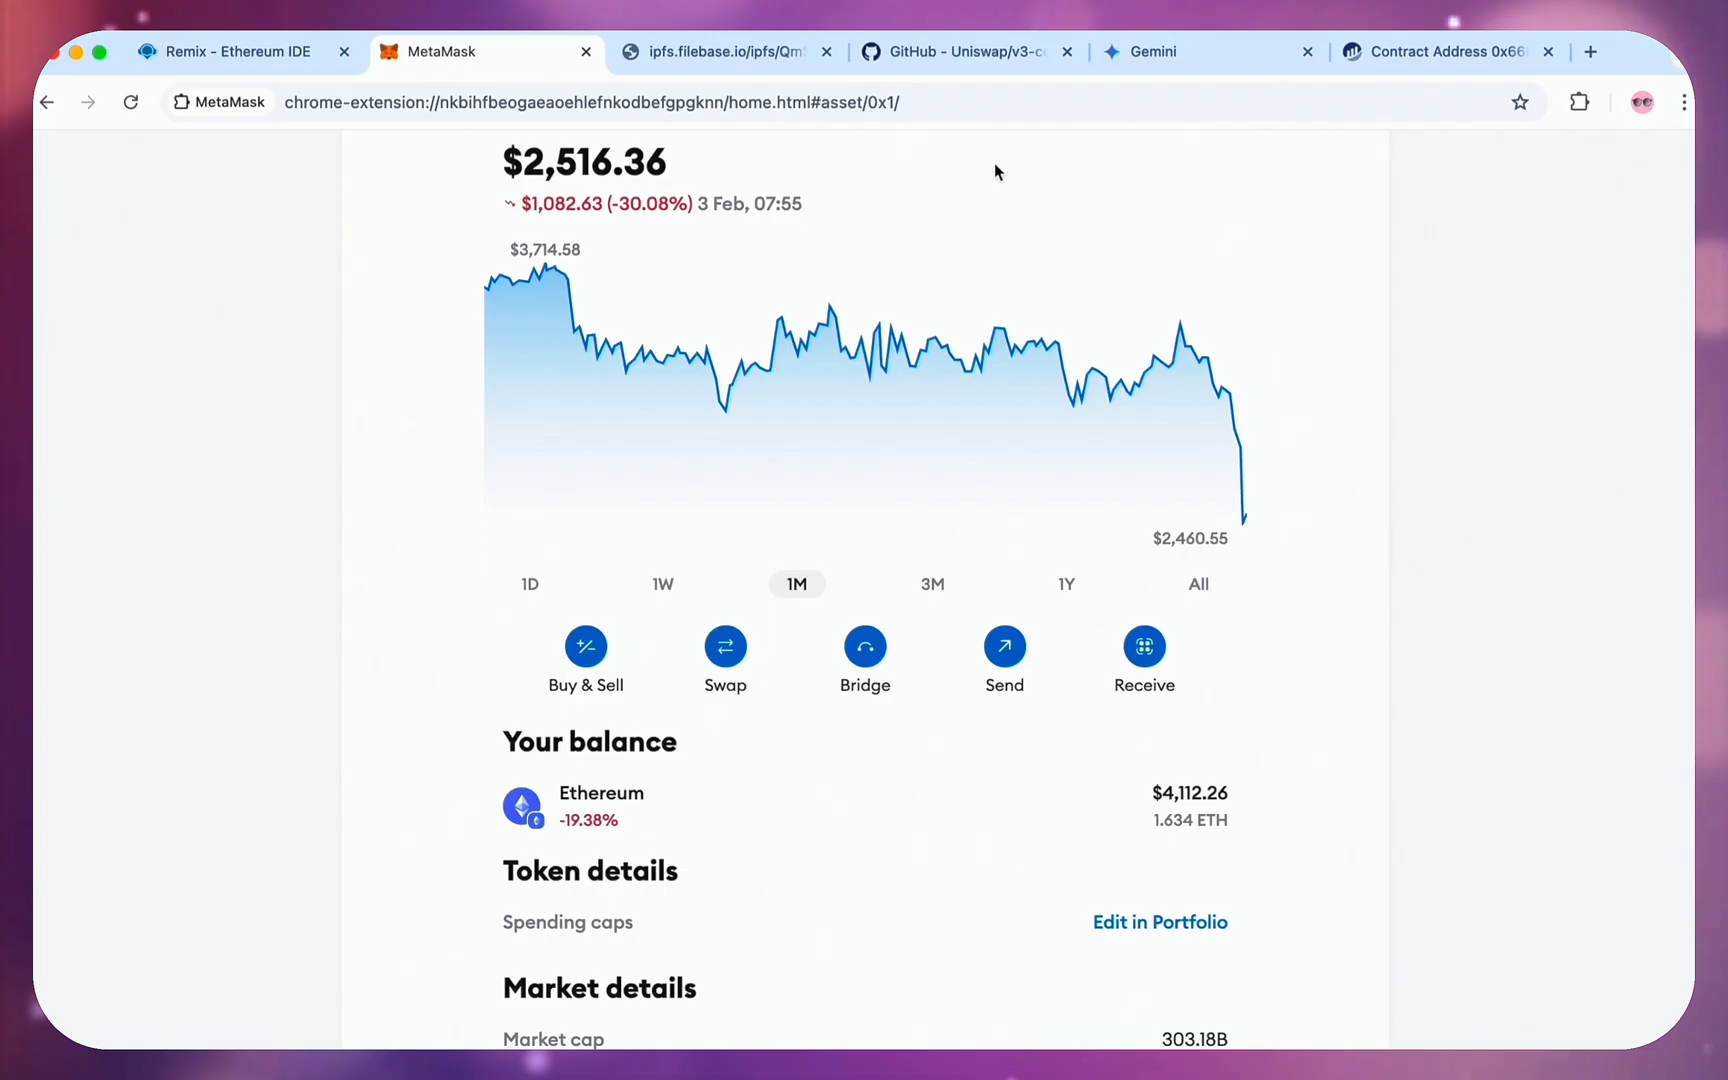 Remix - Ethereum IDE
MetaMask
ipfs.filebase.io/ipfs/QmS
GitHub - Uniswap/v3-co
Gemini
Contract Address 0x66
MetaMask
chrome-extension://nkbihfbeogaeaoehlefnkodbefgpgknn/home.html#asset/0x1/
$2,516.36
$1,082.63 (-30.08%) 3 Feb, 07:55
$3,714.58
$2,460.55
1D 1W 1M 3M 1Y All
Buy & Sell Swap Bridge Send Receive
Your balance
Ethereum $4,112.26
-19.38% 1.634 ETH
Token details
Spending caps Edit in Portfolio
Market details
Market cap 303.18B